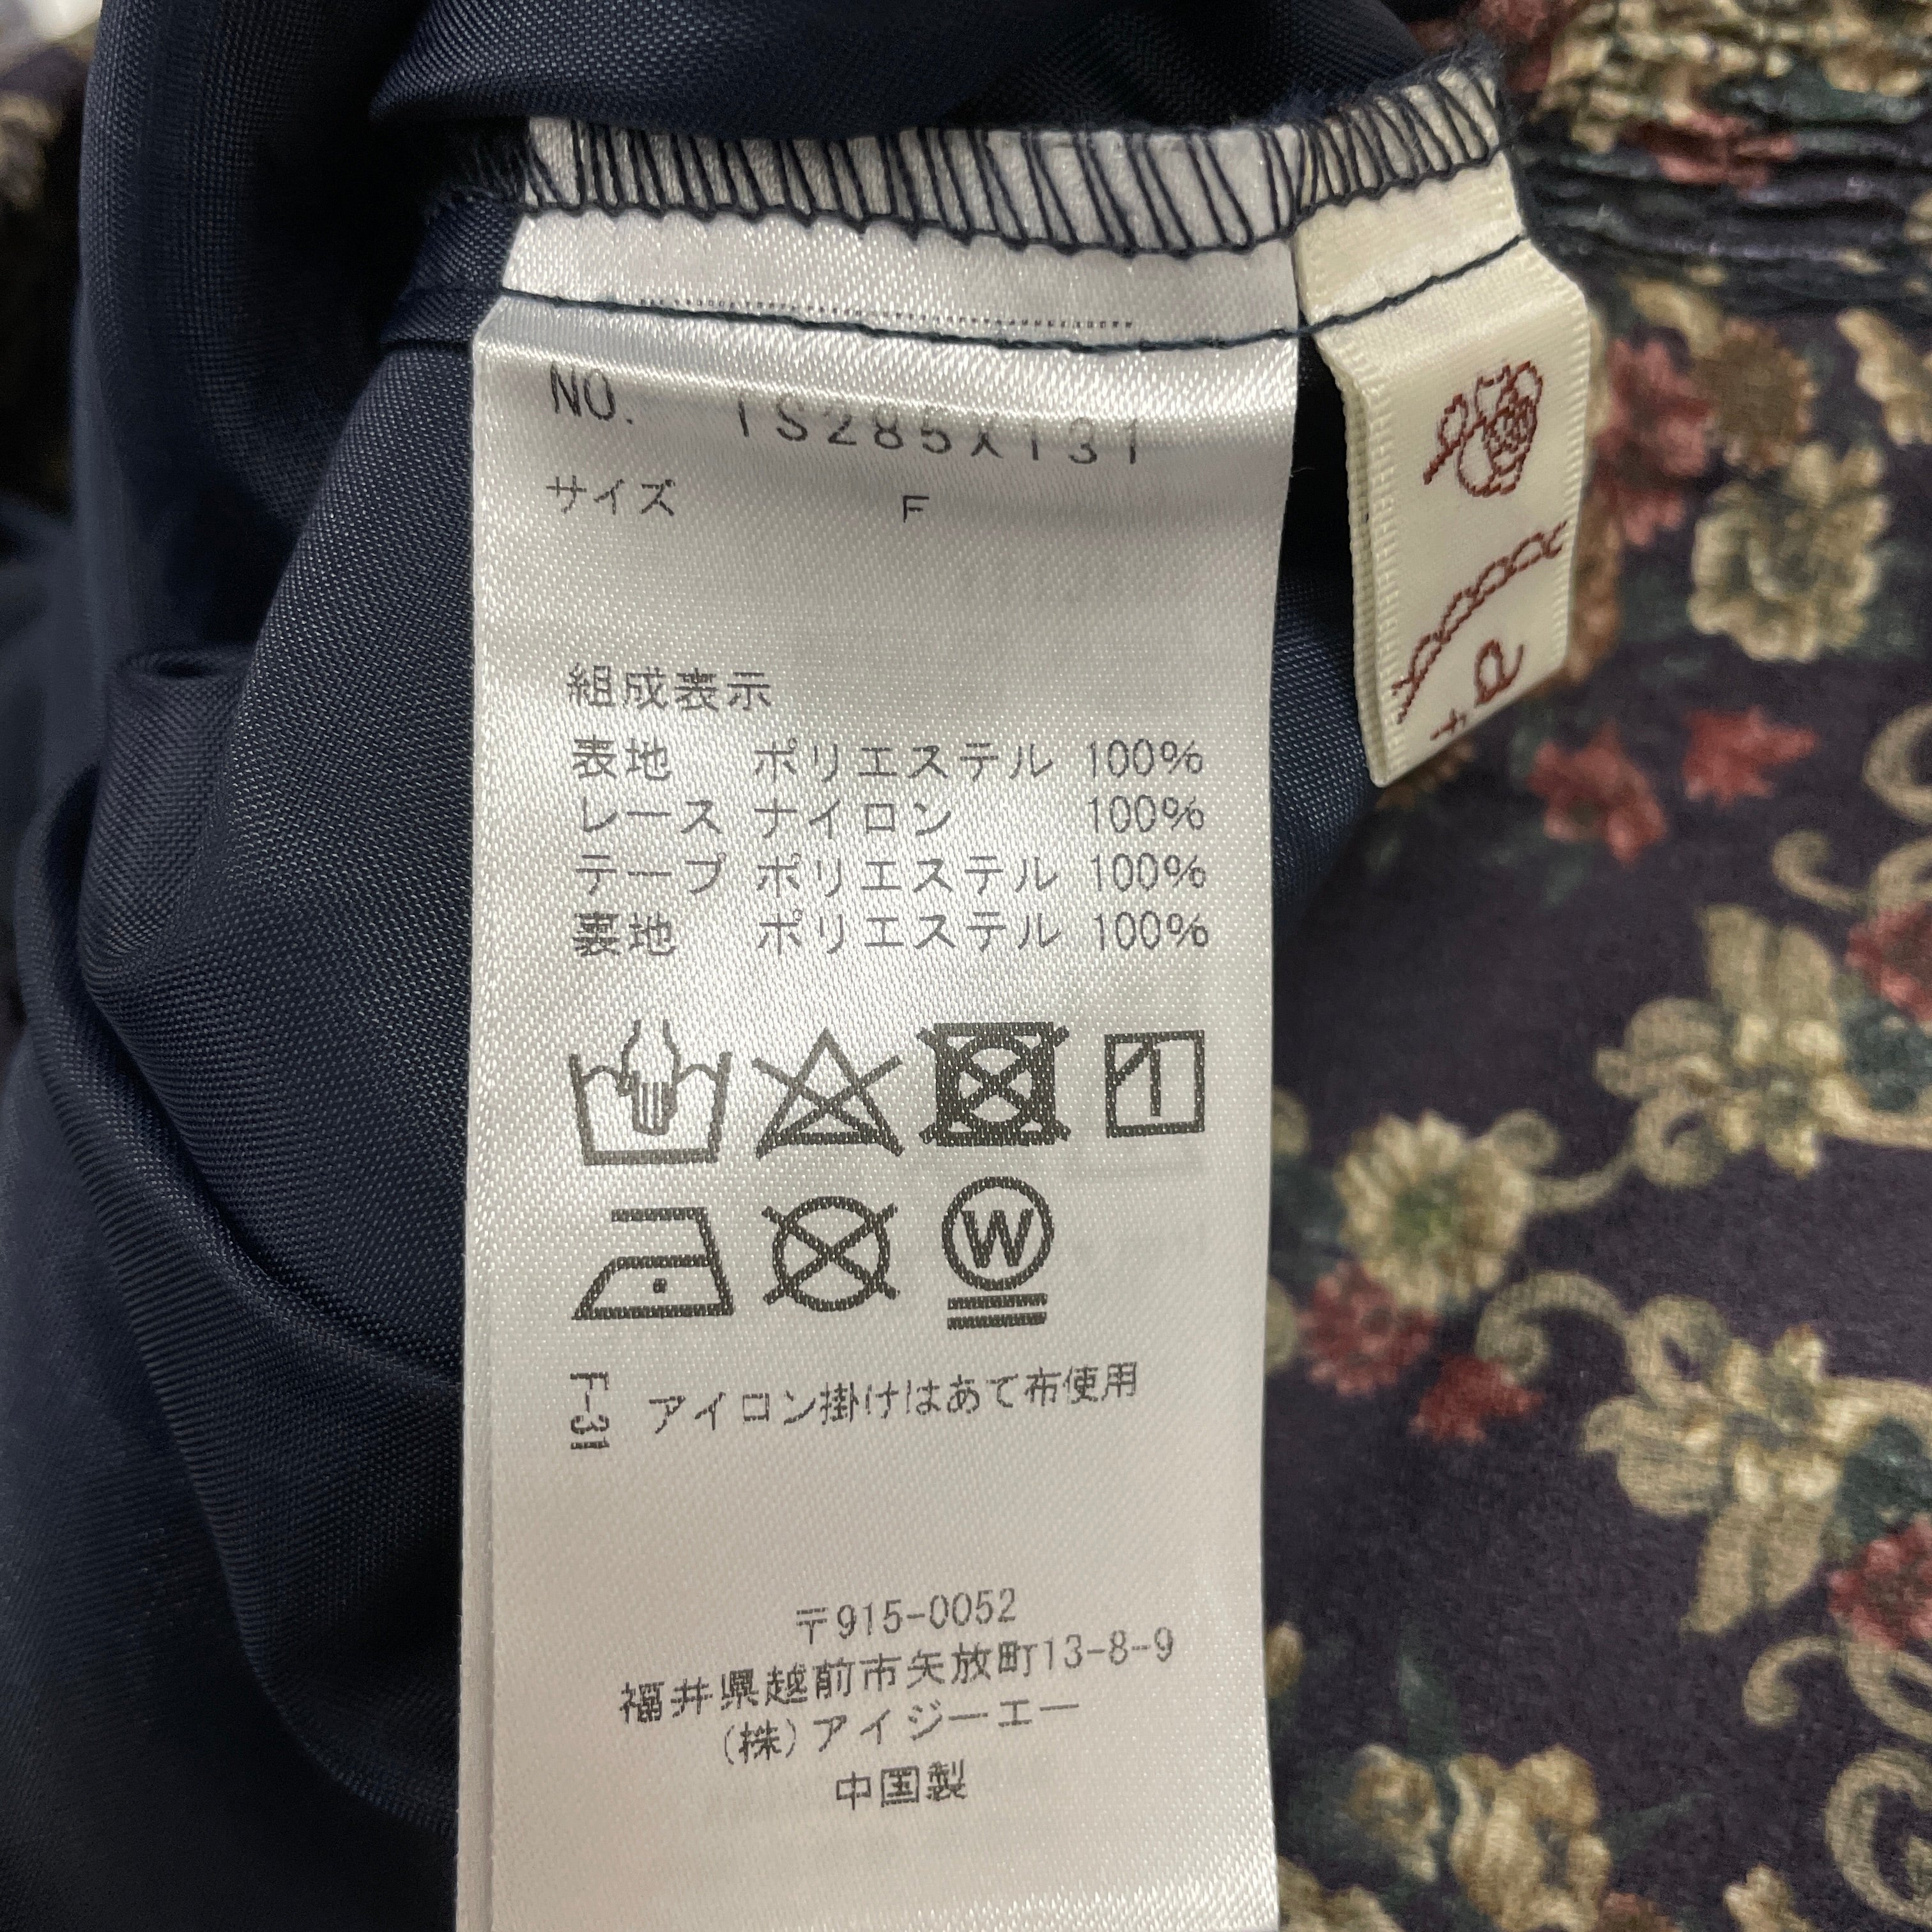 NO. TS285X131
サイズ F
組成表示
表地 ポリエステル 100%
レース ナイロン 100%
テープ ポリエステル 100%
裏地 ポリエステル 100%
W
F-31 アイロン掛けはあて布使用
〒915-0052
福井県越前市矢放町13-8-9
(株)アイジーエー
中国製